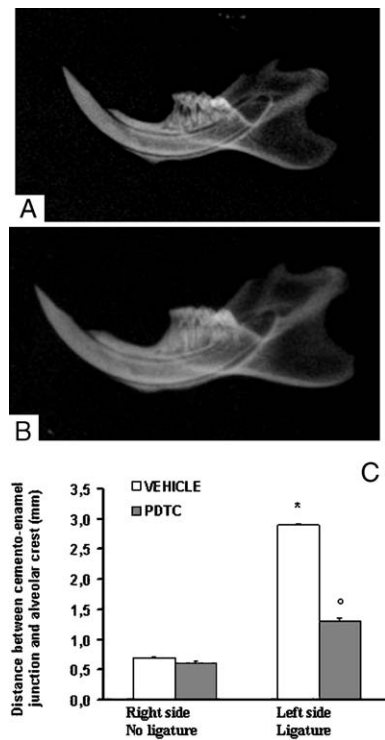 A
B
C
Distance between cemento-enamel
junction and alveolar crest (mm)
3,5
3,0
2,5
2,0
1,5
1,0
0,5
0,0
VEHICLE
PDTC
*
°
Right side
No ligature
Left side
Ligature